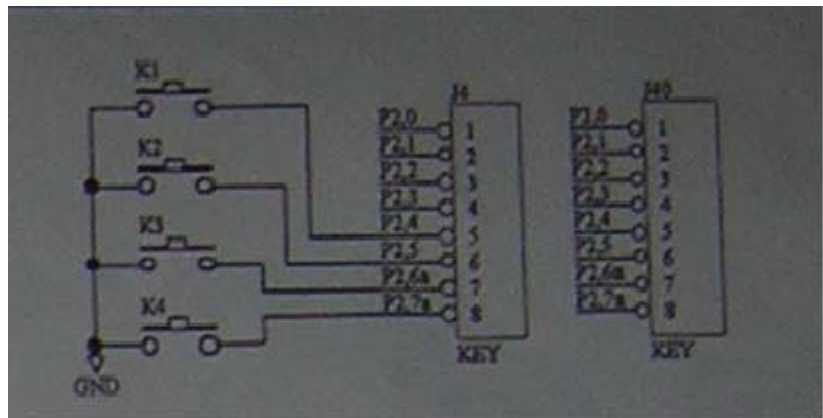 K1
K2
K3
K4
GND
J4
P2,0 1
P2,1 2
P2,2 3
P2,3 4
P2,4 5
P2,5 6
P2,6a 7
P2,7a 8
KEY
J40
P2,0 1
P2,1 2
P2,2 3
P2,3 4
P2,4 5
P2,5 6
P2,6a 7
P2,7a 8
KEY